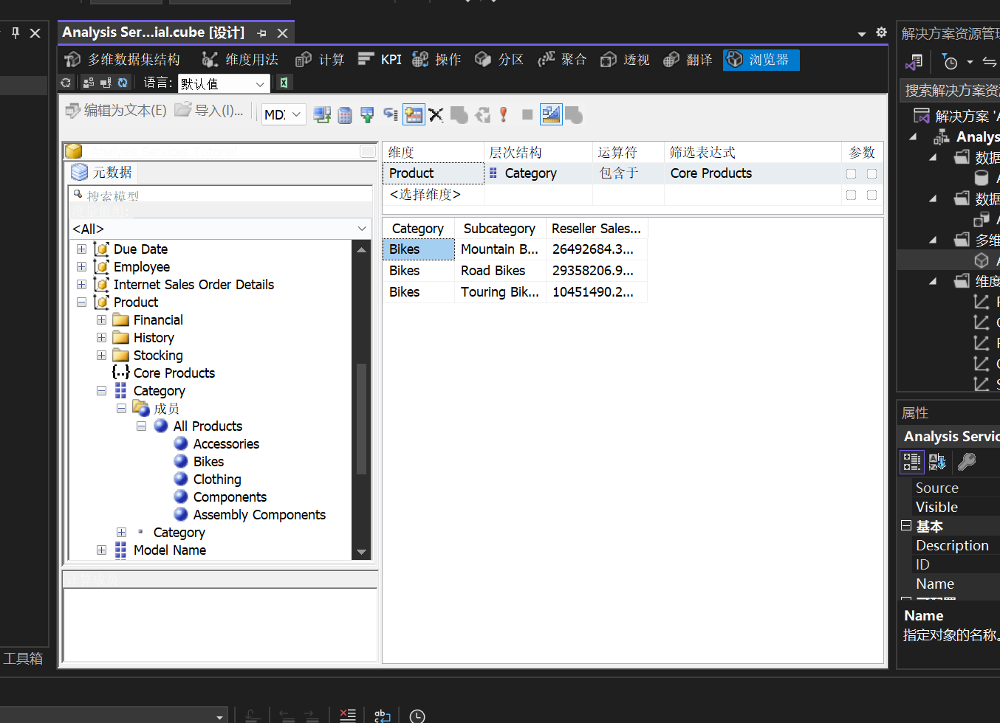 Analysis Ser...ial.cube [设计]
多维数据集结构 维度用法 计算 KPI 操作 分区 聚合 透视 翻译 浏览器
语言: 默认值
编辑为文本(E) 导入(I)... MD
Analysis Services Tutorial
元数据
搜索模型
度量值组:
<All>
Due Date
Employee
Internet Sales Order Details
Product
Financial
History
Stocking
Core Products
Category
成员
All Products
Accessories
Bikes
Clothing
Components
Assembly Components
Category
Model Name
计算成员
维度 层次结构 运算符 筛选表达式 参数
Product Category 包含于 Core Products
<选择维度>
Category Subcategory Reseller Sales...
Bikes Mountain B... 26492684.3...
Bikes Road Bikes 29358206.9...
Bikes Touring Bik... 10451490.2...
工具箱
解决方案资源管
搜索解决方案资
解决方案 'A
Analys
数据
A
数据
A
多维
A
维度
属性
Analysis Servic
Source
Visible
基本
Description
ID
Name
Name
指定对象的名称。